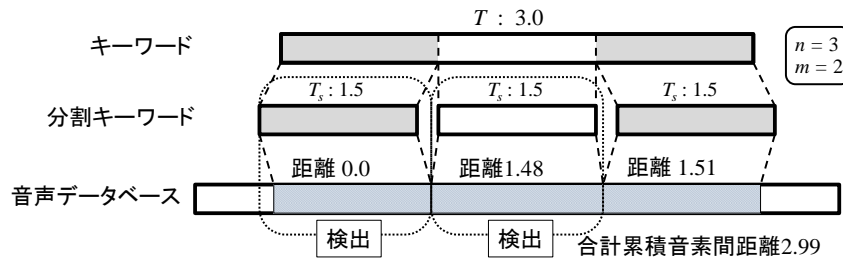 T : 3.0
キーワード
n = 3
m = 2
Ts : 1.5 Ts : 1.5 Ts : 1.5
分割キーワード
距離 0.0 距離1.48 距離 1.51
音声データベース
検出 検出
合計累積音素間距離2.99